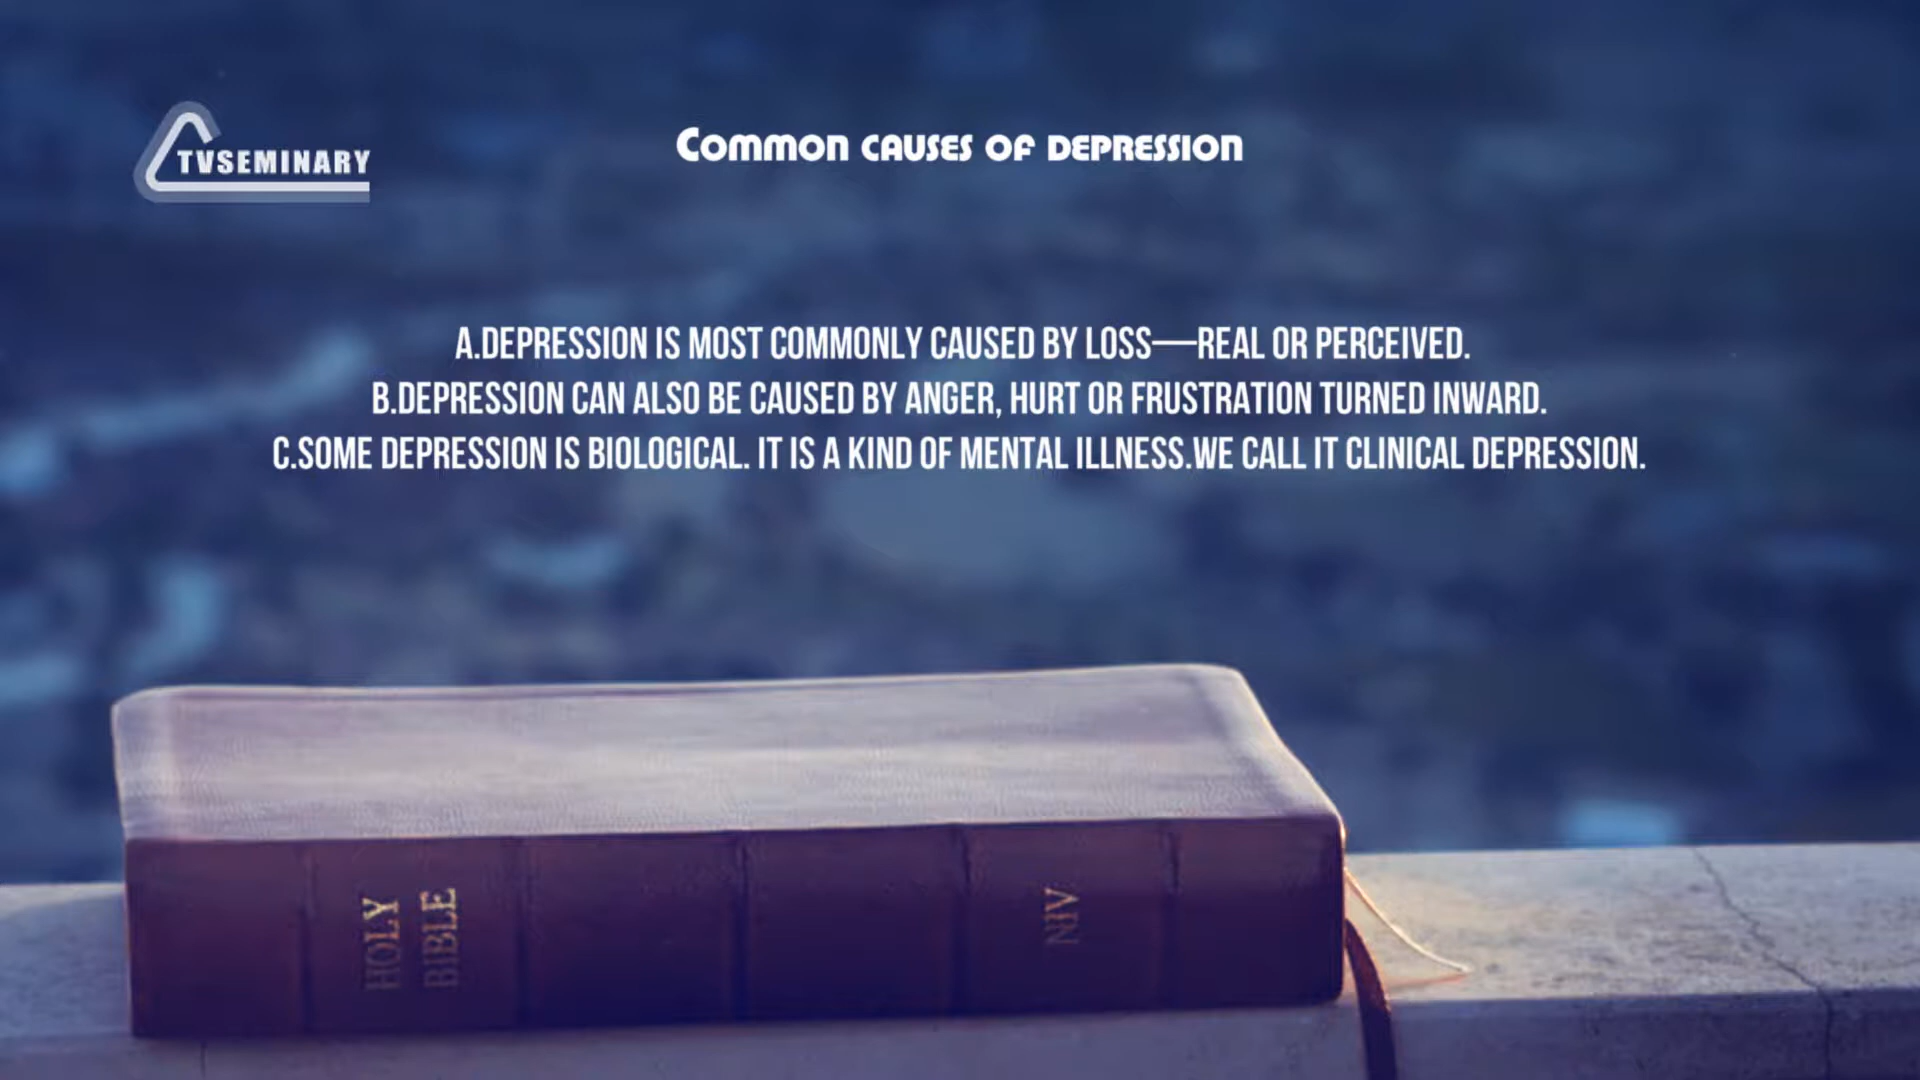 TVSEMINARY
Common causes of depression
A.DEPRESSION IS MOST COMMONLY CAUSED BY LOSS—REAL OR PERCEIVED.
B.DEPRESSION CAN ALSO BE CAUSED BY ANGER, HURT OR FRUSTRATION TURNED INWARD.
C.SOME DEPRESSION IS BIOLOGICAL. IT IS A KIND OF MENTAL ILLNESS.WE CALL IT CLINICAL DEPRESSION.
HOLY
BIBLE
NIV